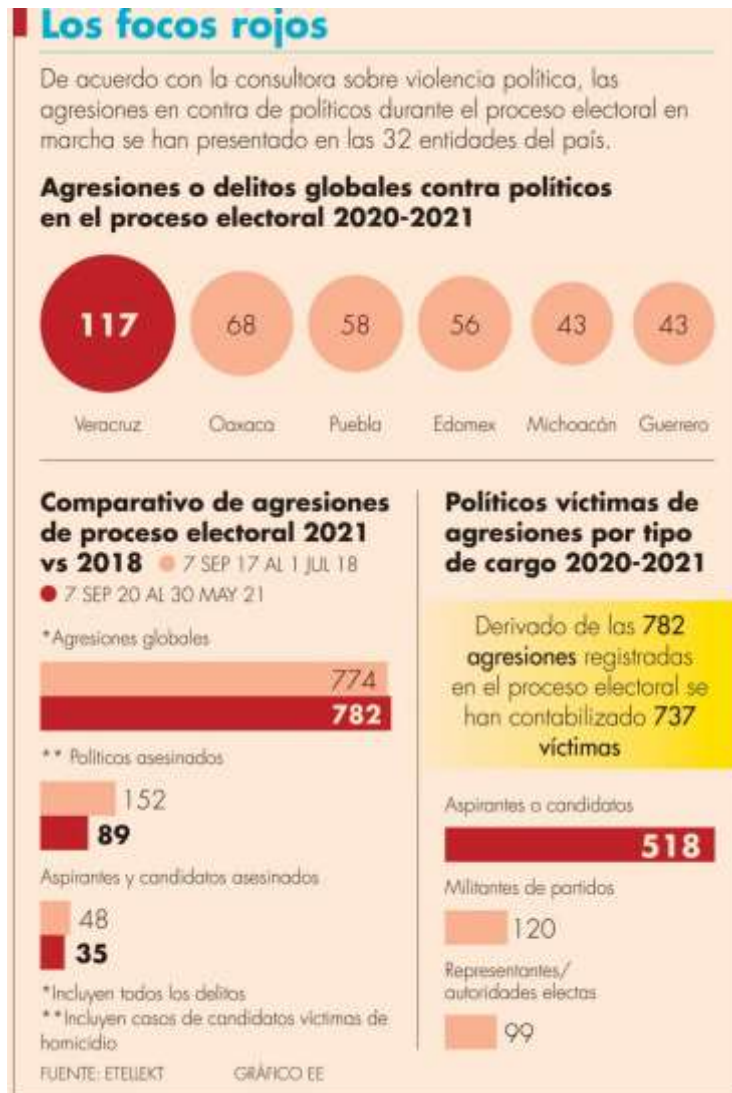 Los focos rojos
De acuerdo con la consultora sobre violencia política, las
agresiones en contra de políticos durante el proceso electoral en
marcha se han presentado en las 32 entidades del país.
Agresiones o delitos globales contra políticos
en el proceso electoral 2020-2021
117 68 58 56 43 43
Veracruz Oaxaca Puebla Edomex Michoacán Guerrero
Comparativo de agresiones
de proceso electoral 2021
vs 2018 7 SEP 17 AL 1 JUL 18
7 SEP 20 AL 30 MAY 21
*Agresiones globales
774
782
** Políticos asesinados
152
89
Aspirantes y candidatos asesinados
48
35
*Incluyen todos los delitos
**Incluyen casos de candidatos víctimas de
homicidio
FUENTE: ETELLEKT GRÁFICO EE
Políticos víctimas de
agresiones por tipo
de cargo 2020-2021
Derivado de las 782
agresiones registradas
en el proceso electoral se
han contabilizado 737
víctimas
Aspirantes o candidatos
518
Militantes de partidos
120
Representantes/
autoridades electas
99